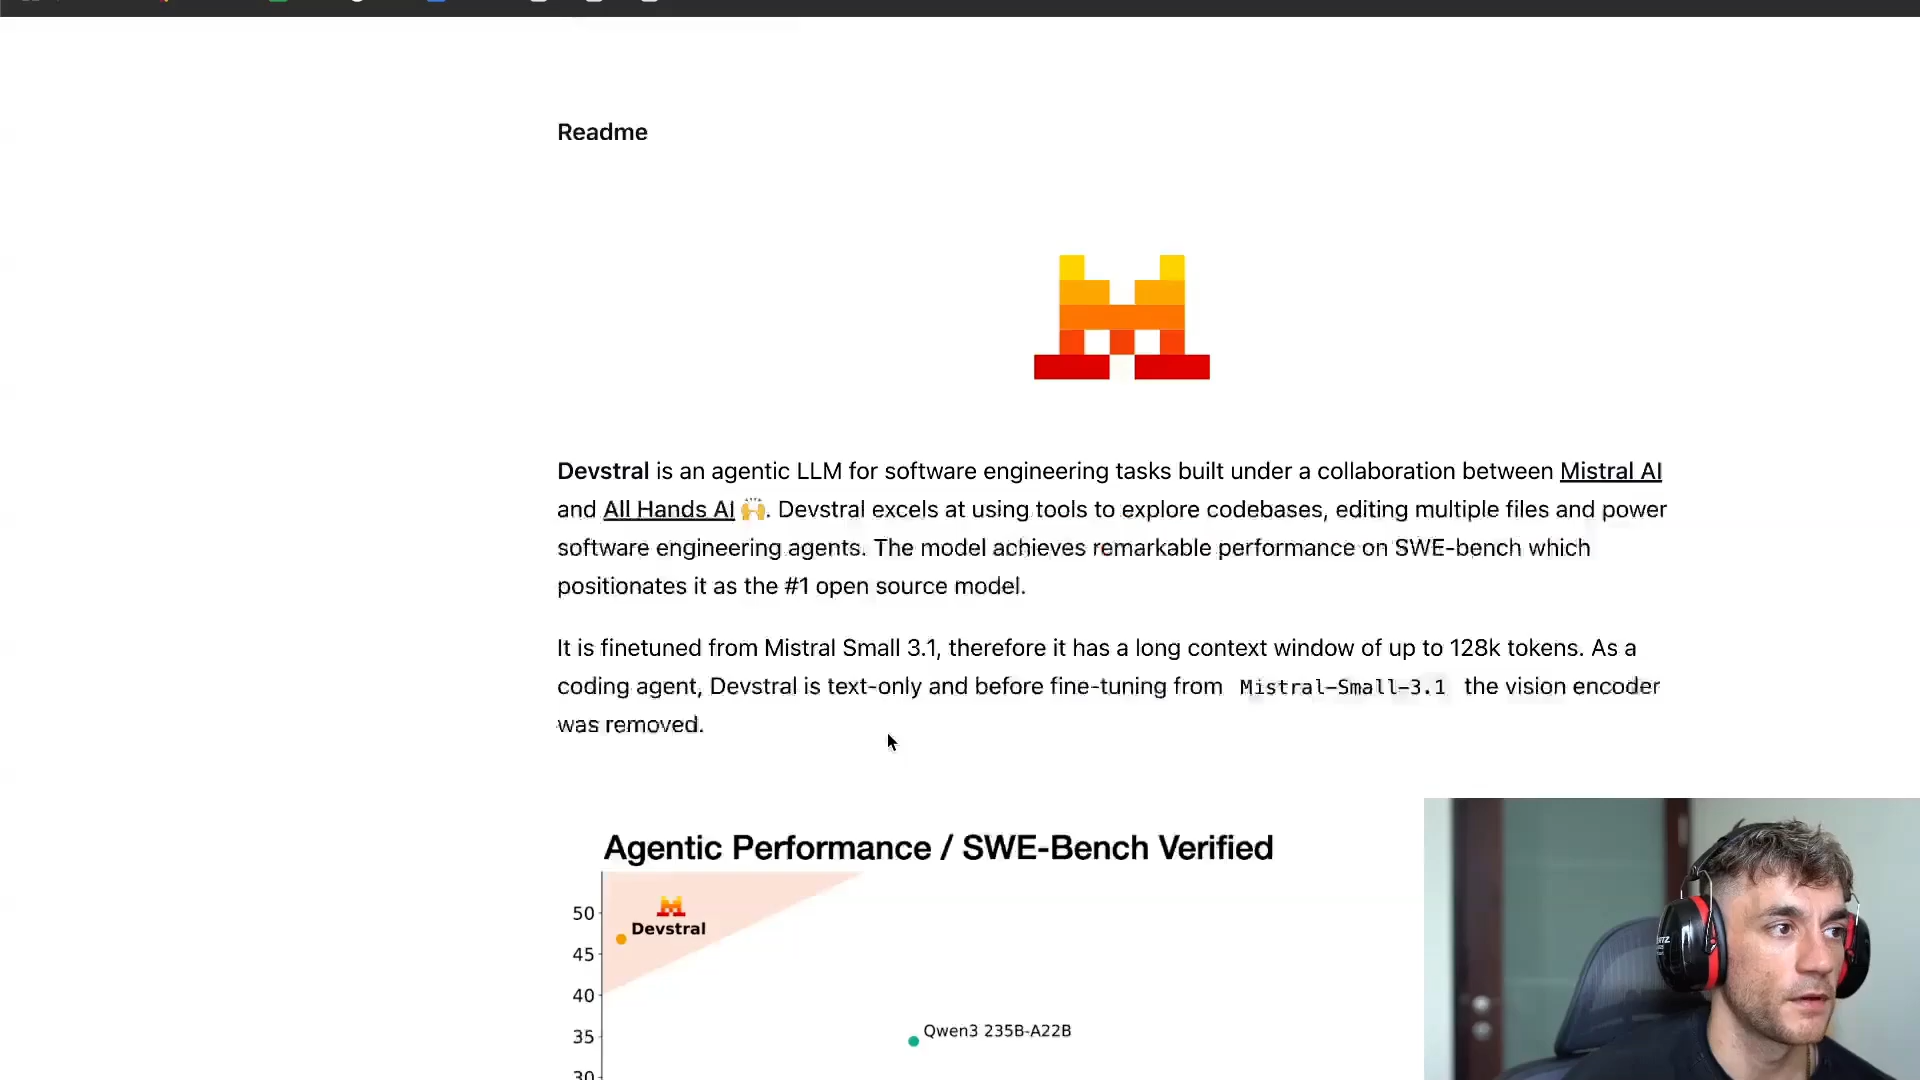 Readme
Devstral is an agentic LLM for software engineering tasks built under a collaboration between Mistral AI
and All Hands AI 🙌. Devstral excels at using tools to explore codebases, editing multiple files and power
software engineering agents. The model achieves remarkable performance on SWE-bench which
positionates it as the #1 open source model.
It is finetuned from Mistral Small 3.1, therefore it has a long context window of up to 128k tokens. As a
coding agent, Devstral is text-only and before fine-tuning from Mistral-Small-3.1 the vision encoder
was removed.
Agentic Performance / SWE-Bench Verified
50
Devstral
45
40
35
Qwen3 235B-A22B
30